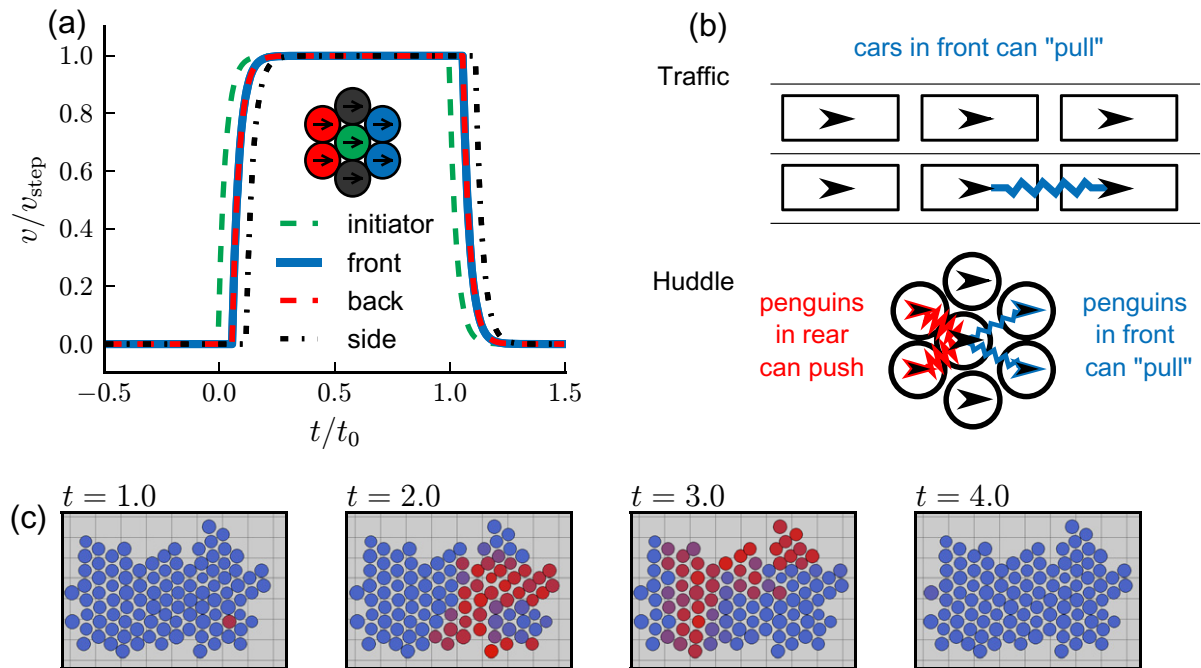 (a)
1.0
0.8
0.6
0.4
0.2
0.0
v/v_step
initiator
front
back
side
−0.5
0.0
0.5
1.0
1.5
t/t_0
(b)
cars in front can "pull"
Traffic
Huddle
penguins
in rear
can push
penguins
in front
can "pull"
(c)
t = 1.0
t = 2.0
t = 3.0
t = 4.0